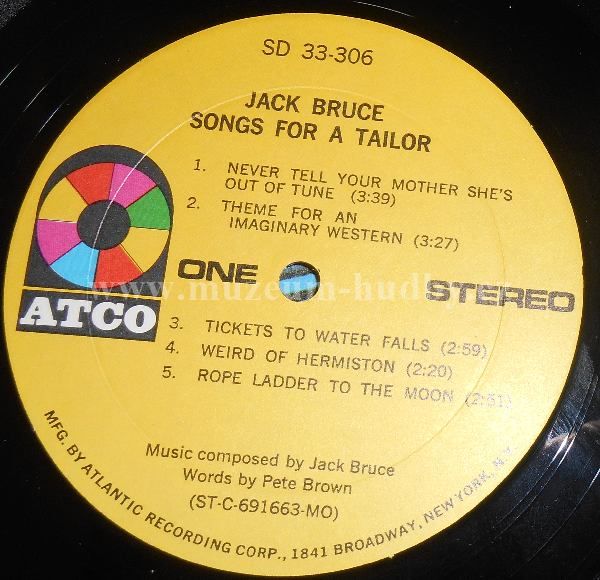 SD 33-306
JACK BRUCE
SONGS FOR A TAILOR
1. NEVER TELL YOUR MOTHER SHE'S
OUT OF TUNE (3:39)
2. THEME FOR AN
IMAGINARY WESTERN (3:27)
ATCO
ONE
STEREO
www.muzeum-hudby
3. TICKETS TO WATER FALLS (2:59)
4. WEIRD OF HERMISTON (2:20)
5. ROPE LADDER TO THE MOON (2:51)
Music composed by Jack Bruce
Words by Pete Brown
(ST-C-691663-MO)
MFG. BY ATLANTIC RECORDING CORP., 1841 BROADWAY, NEW YORK, N.Y.